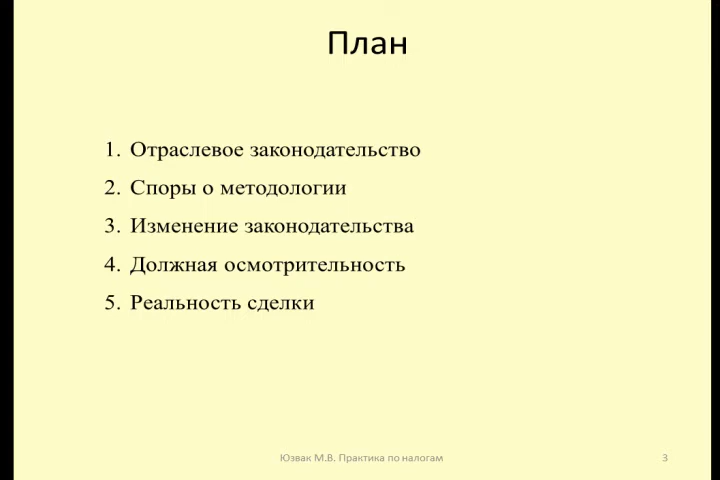 План
1. Отраслевое законодательство
2. Споры о методологии
3. Изменение законодательства
4. Должная осмотрительность
5. Реальность сделки
Юзвак М.В. Практика по налогам 3